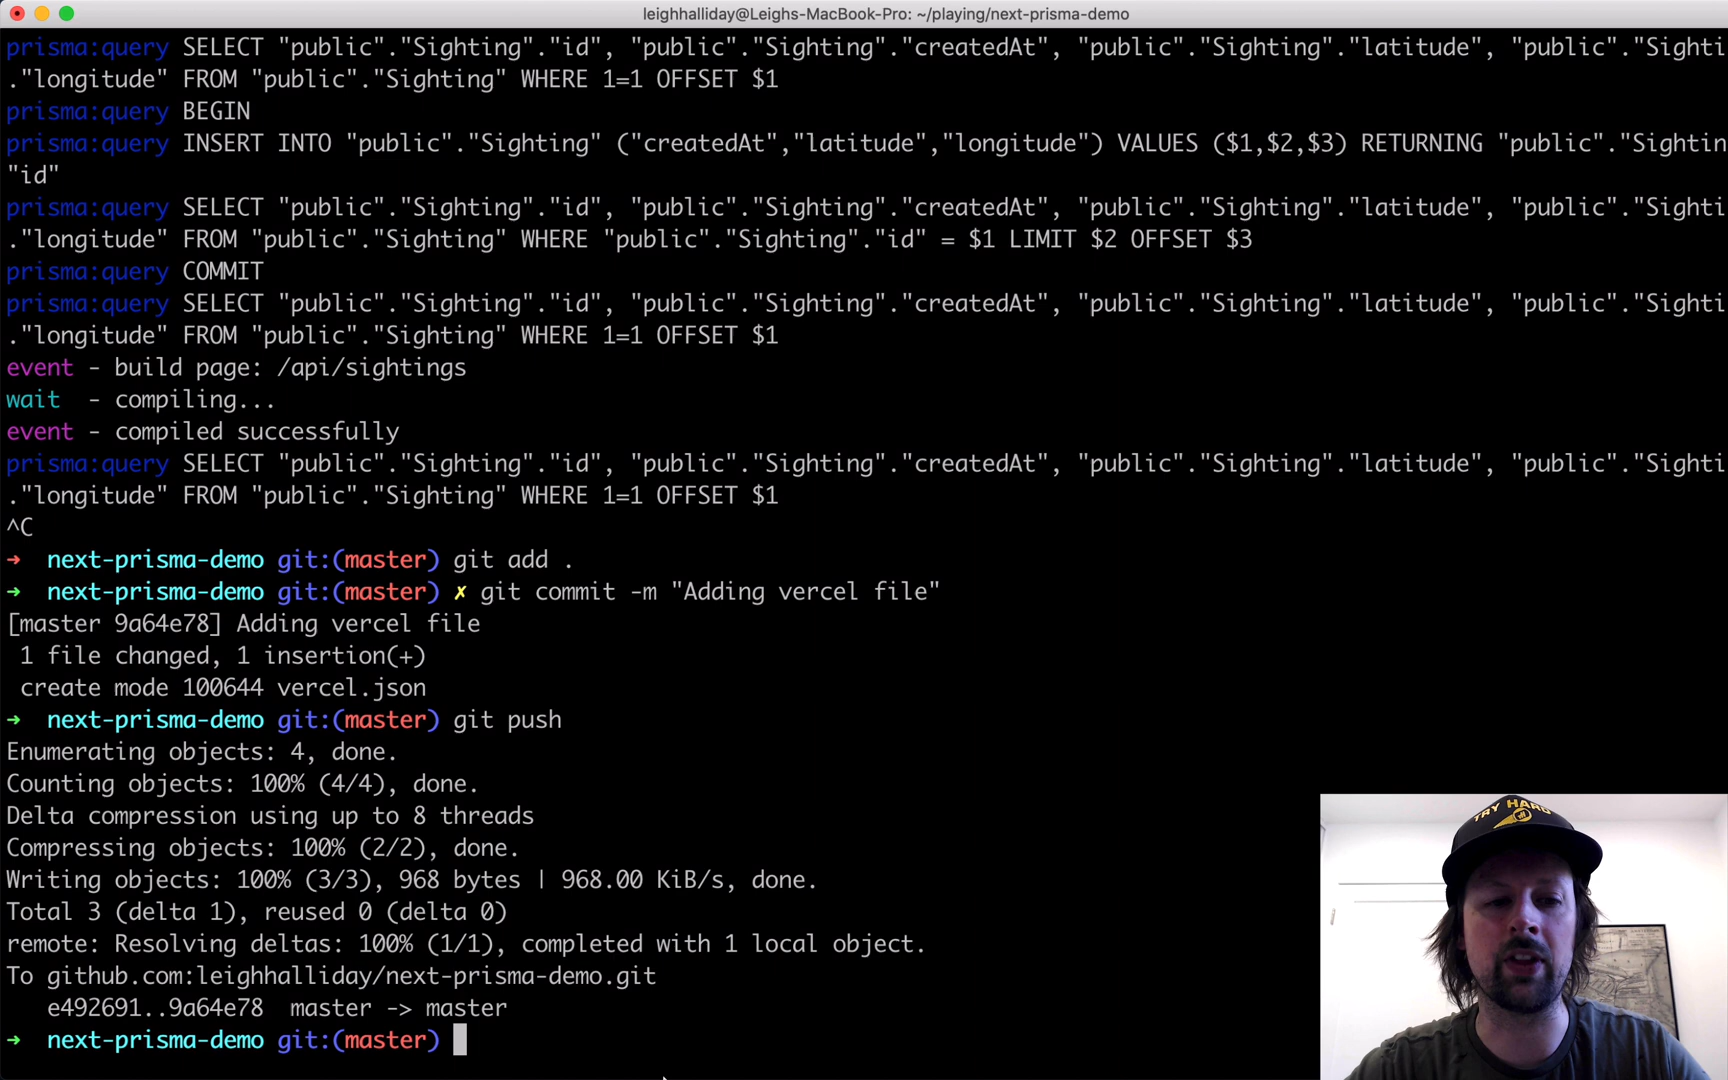 leighhalliday@Leighs-MacBook-Pro: ~/playing/next-prisma-demo
prisma:query SELECT "public"."Sighting"."id", "public"."Sighting"."createdAt", "public"."Sighting"."latitude", "public"."Sighti
."longitude" FROM "public"."Sighting" WHERE 1=1 OFFSET $1
prisma:query BEGIN
prisma:query INSERT INTO "public"."Sighting" ("createdAt","latitude","longitude") VALUES ($1,$2,$3) RETURNING "public"."Sightin
"id"
prisma:query SELECT "public"."Sighting"."id", "public"."Sighting"."createdAt", "public"."Sighting"."latitude", "public"."Sighti
."longitude" FROM "public"."Sighting" WHERE "public"."Sighting"."id" = $1 LIMIT $2 OFFSET $3
prisma:query COMMIT
prisma:query SELECT "public"."Sighting"."id", "public"."Sighting"."createdAt", "public"."Sighting"."latitude", "public"."Sighti
."longitude" FROM "public"."Sighting" WHERE 1=1 OFFSET $1
event - build page: /api/sightings
wait  - compiling...
event - compiled successfully
prisma:query SELECT "public"."Sighting"."id", "public"."Sighting"."createdAt", "public"."Sighting"."latitude", "public"."Sighti
."longitude" FROM "public"."Sighting" WHERE 1=1 OFFSET $1
^C
→  next-prisma-demo git:(master) git add .
→  next-prisma-demo git:(master) ✗ git commit -m "Adding vercel file"
[master 9a64e78] Adding vercel file
 1 file changed, 1 insertion(+)
 create mode 100644 vercel.json
→  next-prisma-demo git:(master) git push
Enumerating objects: 4, done.
Counting objects: 100% (4/4), done.
Delta compression using up to 8 threads
Compressing objects: 100% (2/2), done.
Writing objects: 100% (3/3), 968 bytes | 968.00 KiB/s, done.
Total 3 (delta 1), reused 0 (delta 0)
remote: Resolving deltas: 100% (1/1), completed with 1 local object.
To github.com:leighhalliday/next-prisma-demo.git
   e492691..9a64e78  master -> master
→  next-prisma-demo git:(master)
TRY HARD